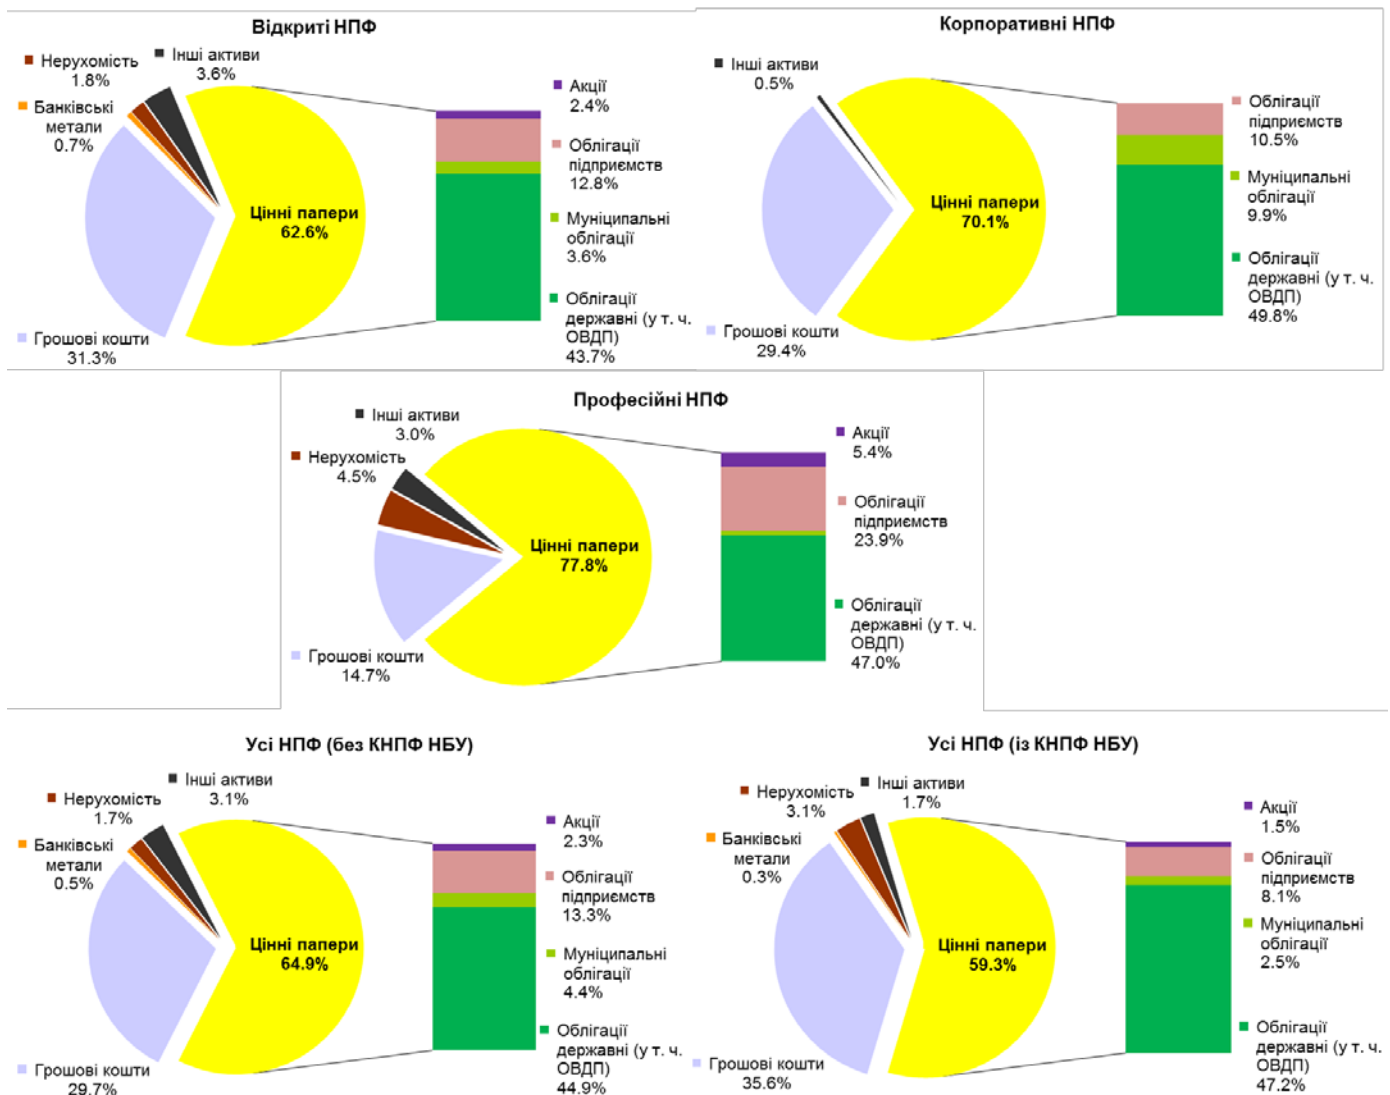 Відкриті НПФ
Нерухомість
1.8%
Інші активи
3.6%
Банківські
метали
0.7%
Цінні папери
62.6%
Грошові кошти
31.3%
Акції
2.4%
Облігації
підприємств
12.8%
Муніципальні
облігації
3.6%
Облігації
державні (у т. ч.
ОВДП)
43.7%
Корпоративні НПФ
Інші активи
0.5%
Цінні папери
70.1%
Грошові кошти
29.4%
Облігації
підприємств
10.5%
Муніципальні
облігації
9.9%
Облігації
державні (у т. ч.
ОВДП)
49.8%
Професійні НПФ
Інші активи
3.0%
Нерухомість
4.5%
Цінні папери
77.8%
Грошові кошти
14.7%
Акції
5.4%
Облігації
підприємств
23.9%
Облігації
державні (у т. ч.
ОВДП)
47.0%
Усі НПФ (без КНПФ НБУ)
Інші активи
3.1%
Нерухомість
1.7%
Банківські
метали
0.5%
Цінні папери
64.9%
Грошові кошти
29.7%
Акції
2.3%
Облігації
підприємств
13.3%
Муніципальні
облігації
4.4%
Облігації
державні (у т. ч.
ОВДП)
44.9%
Усі НПФ (із КНПФ НБУ)
Інші активи
1.7%
Нерухомість
3.1%
Банківські
метали
0.3%
Цінні папери
59.3%
Грошові кошти
35.6%
Акції
1.5%
Облігації
підприємств
8.1%
Муніципальні
облігації
2.5%
Облігації
державні (у т. ч.
ОВДП)
47.2%